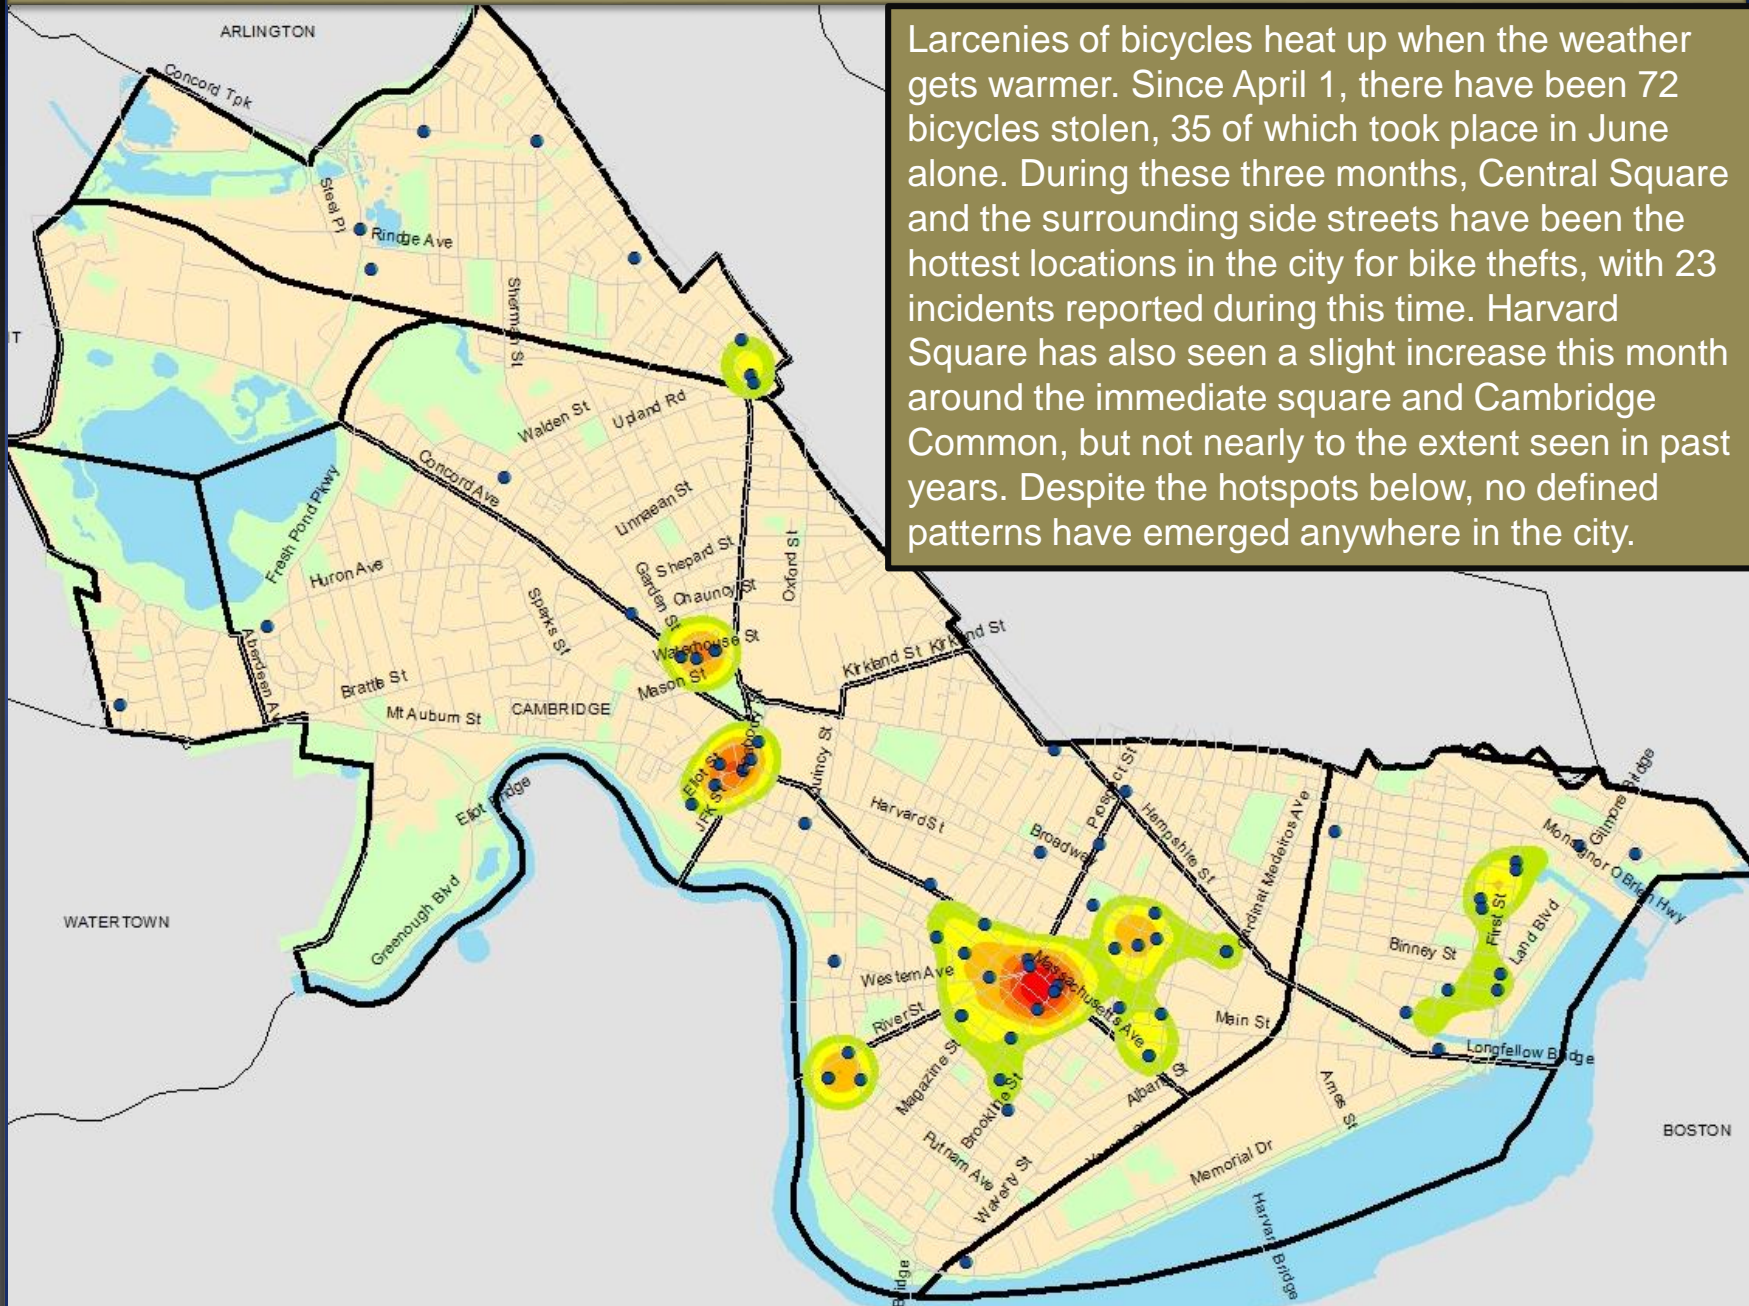 ARLINGTON
Larcenies of bicycles heat up when the weather
gets warmer. Since April 1, there have been 72
bicycles stolen, 35 of which took place in June
alone. During these three months, Central Square
and the surrounding side streets have been the
hottest locations in the city for bike thefts, with 23
incidents reported during this time. Harvard
Square has also seen a slight increase this month
around the immediate square and Cambridge
Common, but not nearly to the extent seen in past
years. Despite the hotspots below, no defined
patterns have emerged anywhere in the city.
Concord Tpk
Steel Pl
Rindge Ave
Sherman St
Walden St
Upland Rd
Concord Ave
Linnaean St
Fresh Pond Pkwy
Shepard St
Oxford St
Huron Ave
Garden St
Chauncy St
Sparks St
Waterhouse St
Kirkland St
Kirkland St
Aberdeen Av
Brattle St
Mason St
Mt Auburn St
CAMBRIDGE
Eliot St
Quincy St
Prospect St
Gilmore Bridge
Eliot Bridge
JFK St
Harvard St
Broadway
Hampshire St
Cardinal Medeiros Ave
Monsignor O Brien Hwy
WATERTOWN
Greenough Blvd
First St
Land Blvd
Binney St
Western Ave
Massachusetts Ave
River St
Main St
Longfellow Bridge
Magazine St
Brookline St
Albany St
Ames St
Putnam Ave
Waverly St
Memorial Dr
BOSTON
Harvard Bridge
Bridge